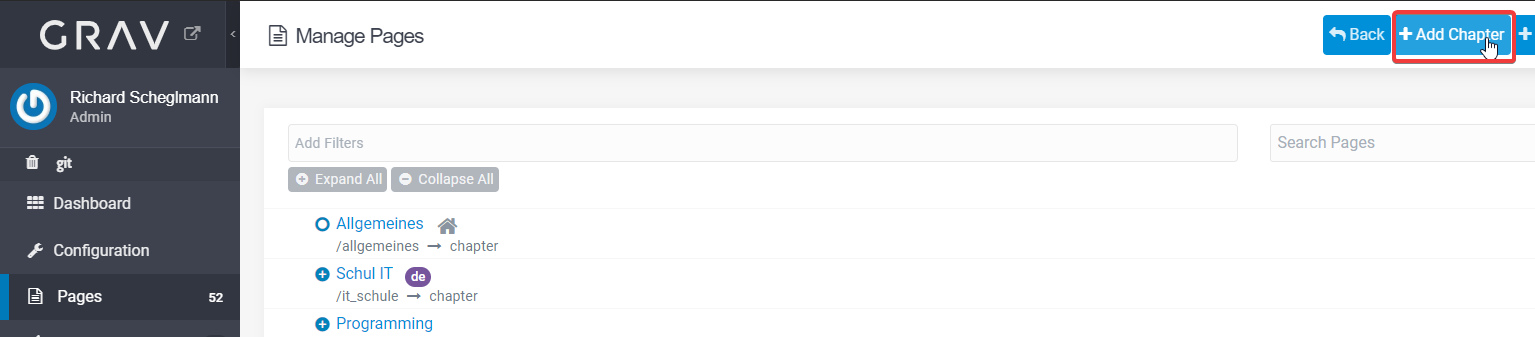 GRAV
Manage Pages
Back
Add Chapter
Richard Scheglmann
Admin
git
Dashboard
Configuration
Pages 52
Add Filters
Search Pages
Expand All
Collapse All
Allgemeines
/allgemeines → chapter
Schul IT de
/it_schule → chapter
Programming